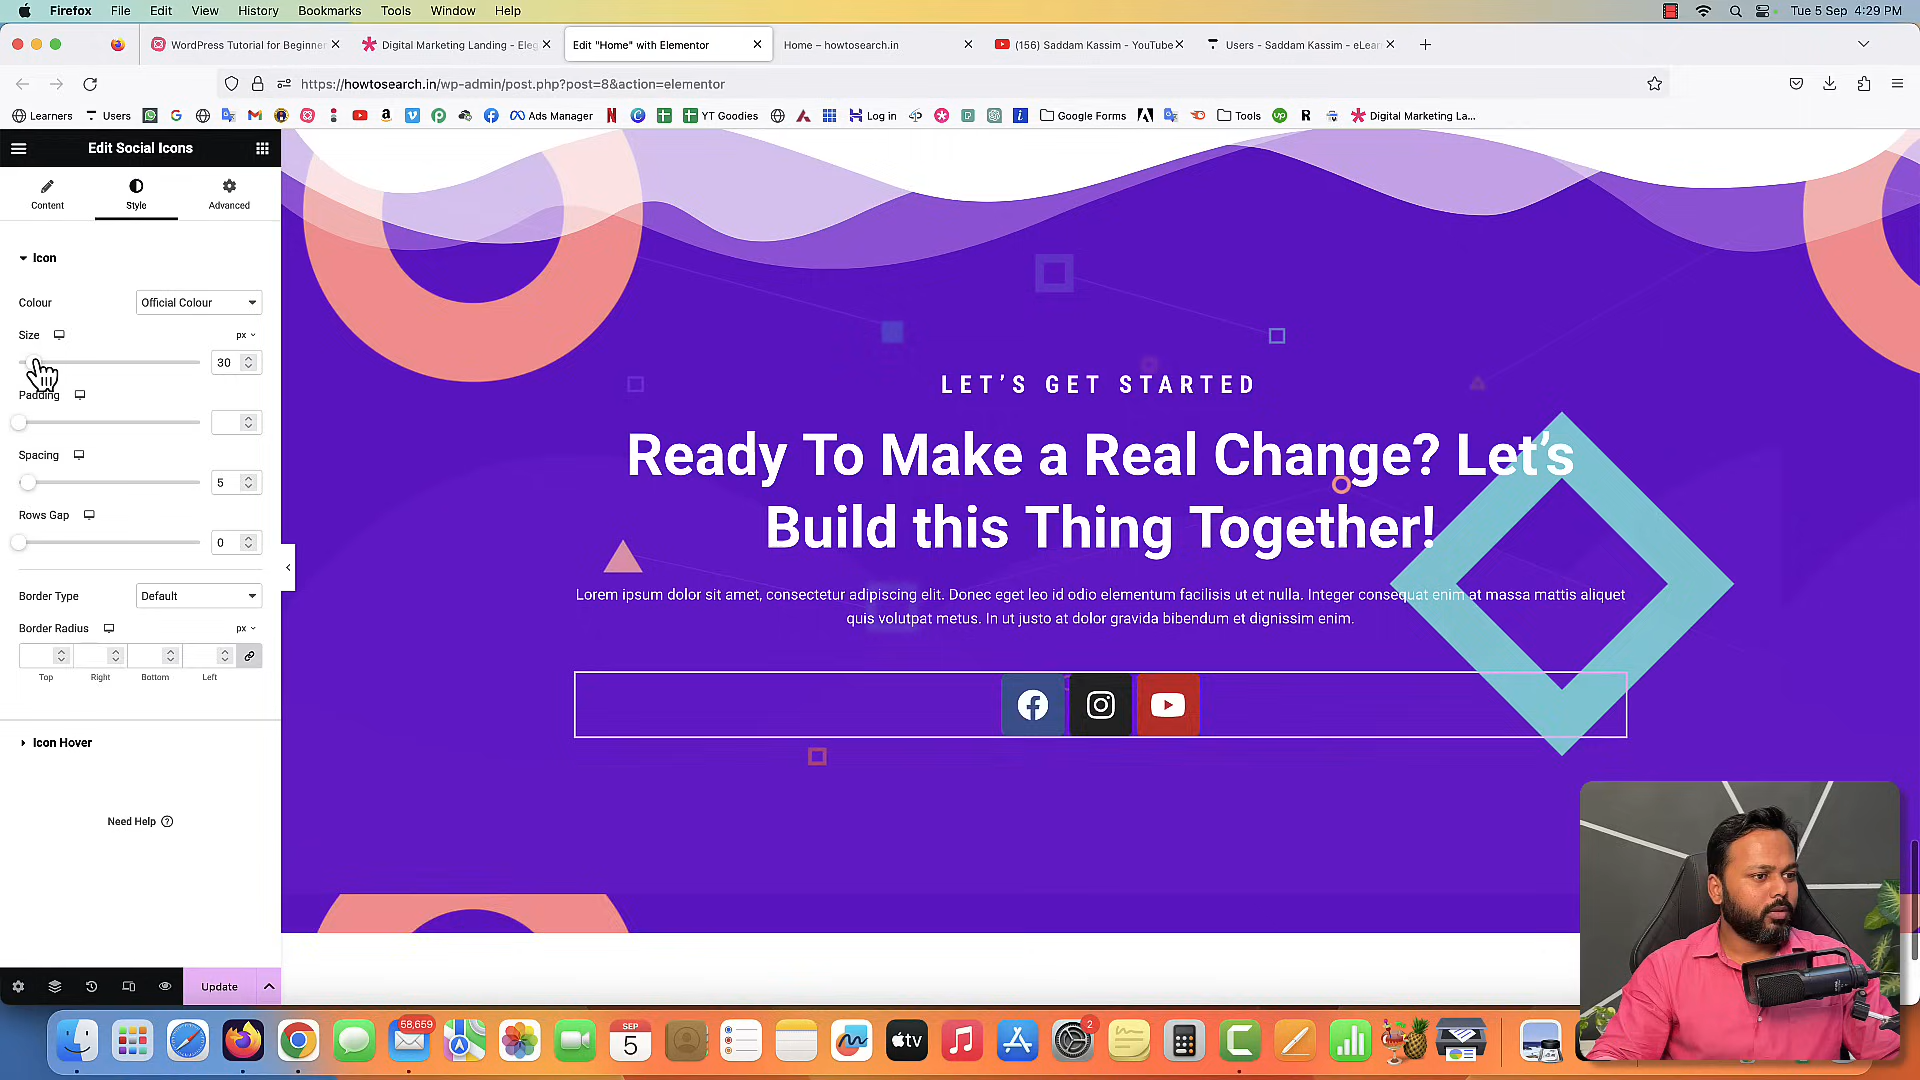 Firefox File Edit View History Bookmarks Tools Window Help Tue 5 Sep 4:29 PM
WordPress Tutorial for Beginner
Digital Marketing Landing - Eleg
Edit "Home" with Elementor
Home – howtosearch.in
(156) Saddam Kassim - YouTube
Users - Saddam Kassim - eLear
https://howtosearch.in/wp-admin/post.php?post=8&action=elementor
Learners Users Ads Manager YT Goodies Log in Google Forms Tools Digital Marketing La...
Edit Social Icons
Content Style Advanced
Icon
Colour Official Colour
Size px
30
Padding
Spacing
5
Rows Gap
0
Border Type Default
Border Radius px
Top Right Bottom Left
Icon Hover
Need Help ?
Update
LET'S GET STARTED
Ready To Make a Real Change? Let's
Build this Thing Together!
Lorem ipsum dolor sit amet, consectetur adipiscing elit. Donec eget leo id odio elementum facilisis ut et nulla. Integer consequat enim at massa mattis aliquet
quis volutpat metus. In ut justo at dolor gravida bibendum et dignissim enim.
58,659
SEP
5
tv
2